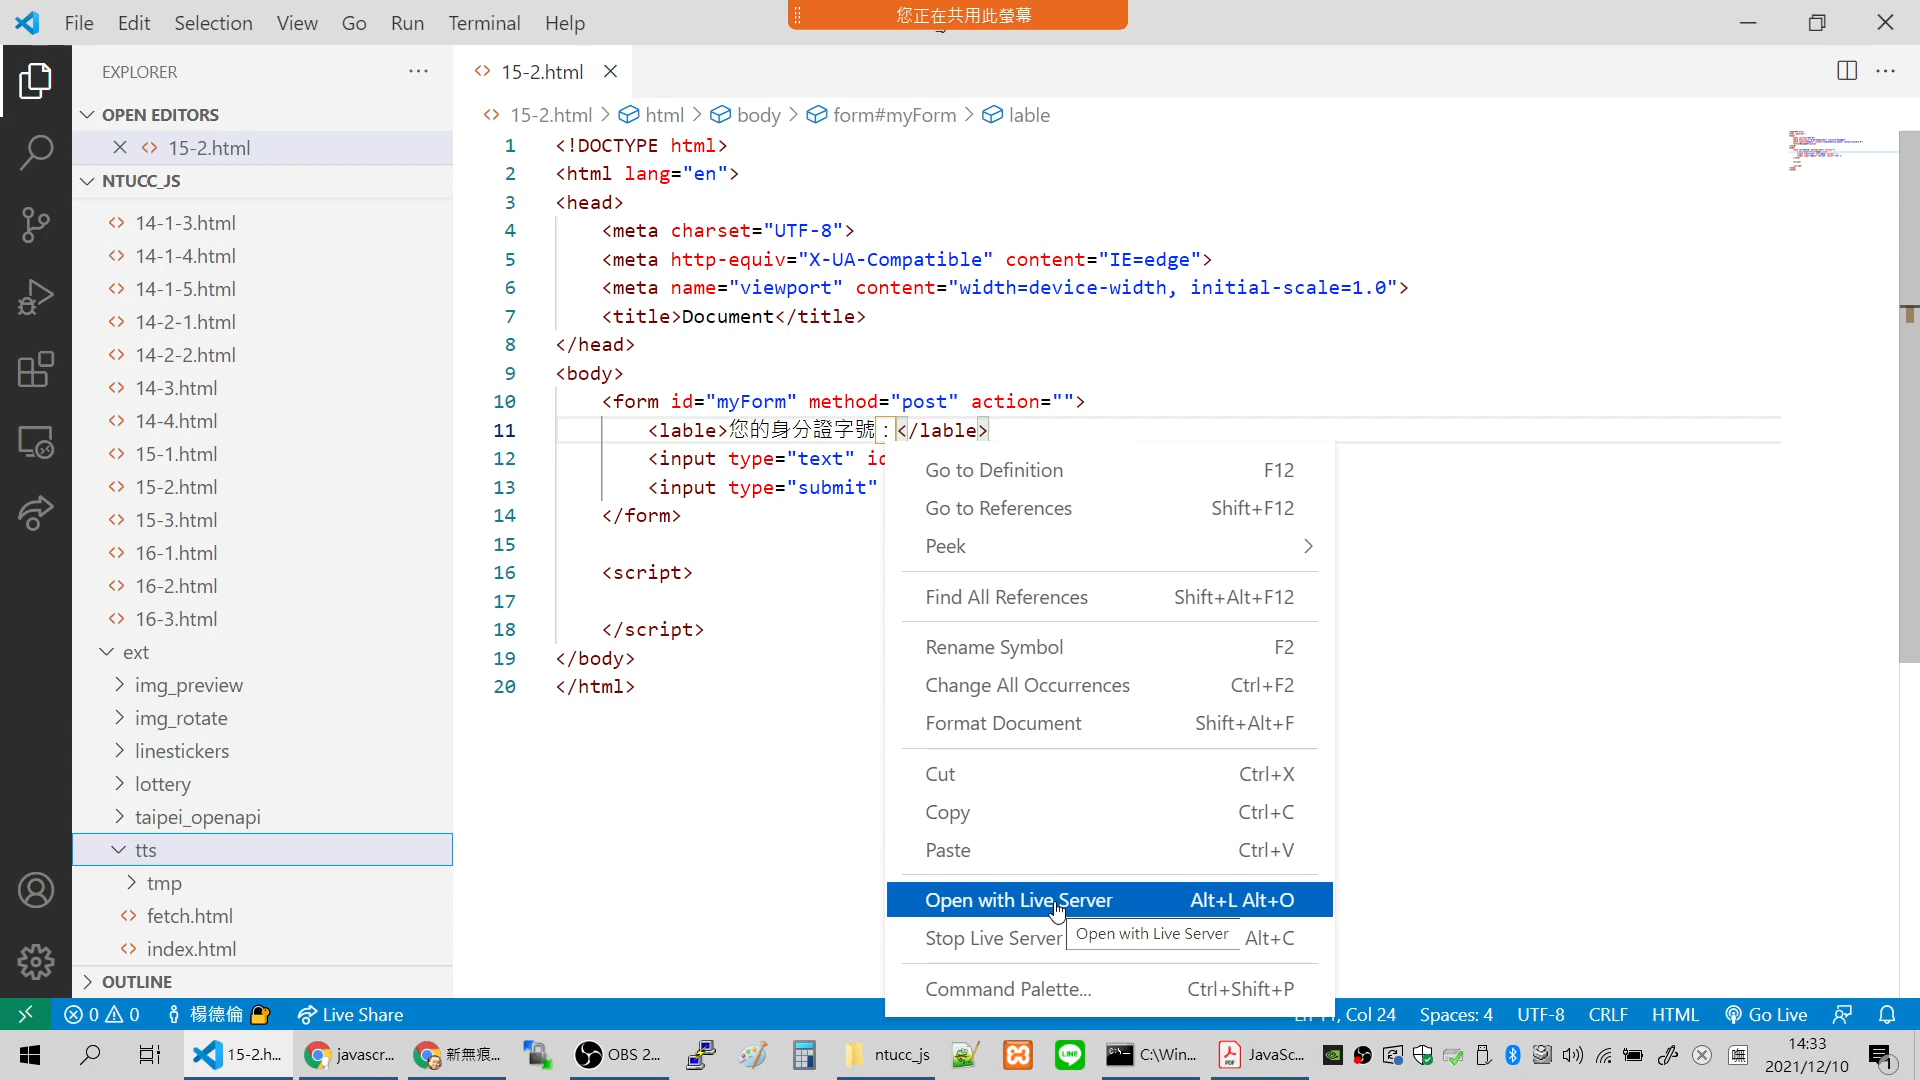 File Edit Selection View Go Run Terminal Help
您正在共用此螢幕
EXPLORER
15-2.html
OPEN EDITORS
15-2.html
NTUCC_JS
14-1-3.html
14-1-4.html
14-1-5.html
14-2-1.html
14-2-2.html
14-3.html
14-4.html
15-1.html
15-2.html
15-3.html
16-1.html
16-2.html
16-3.html
ext
img_preview
img_rotate
linestickers
lottery
taipei_openapi
tts
tmp
fetch.html
index.html
OUTLINE
15-2.html > html > body > form#myForm > lable
1 <!DOCTYPE html>
2 <html lang="en">
3 <head>
4 <meta charset="UTF-8">
5 <meta http-equiv="X-UA-Compatible" content="IE=edge">
6 <meta name="viewport" content="width=device-width, initial-scale=1.0">
7 <title>Document</title>
8 </head>
9 <body>
10 <form id="myForm" method="post" action="">
11 <lable>您的身分證字號：</lable>
12 <input type="text" id
13 <input type="submit"
14 </form>
15
16 <script>
17
18 </script>
19 </body>
20 </html>
Go to Definition F12
Go to References Shift+F12
Peek
Find All References Shift+Alt+F12
Rename Symbol F2
Change All Occurrences Ctrl+F2
Format Document Shift+Alt+F
Cut Ctrl+X
Copy Ctrl+C
Paste Ctrl+V
Open with Live Server Alt+L Alt+O
Stop Live Server Alt+C
Open with Live Server
Command Palette... Ctrl+Shift+P
0 0 楊德倫 Live Share
Col 24 Spaces: 4 UTF-8 CRLF HTML Go Live
15-2.h... javascr... 新無痕... OBS 2... ntucc_js C:\Win... JavaSc...
14:33
2021/12/10
1